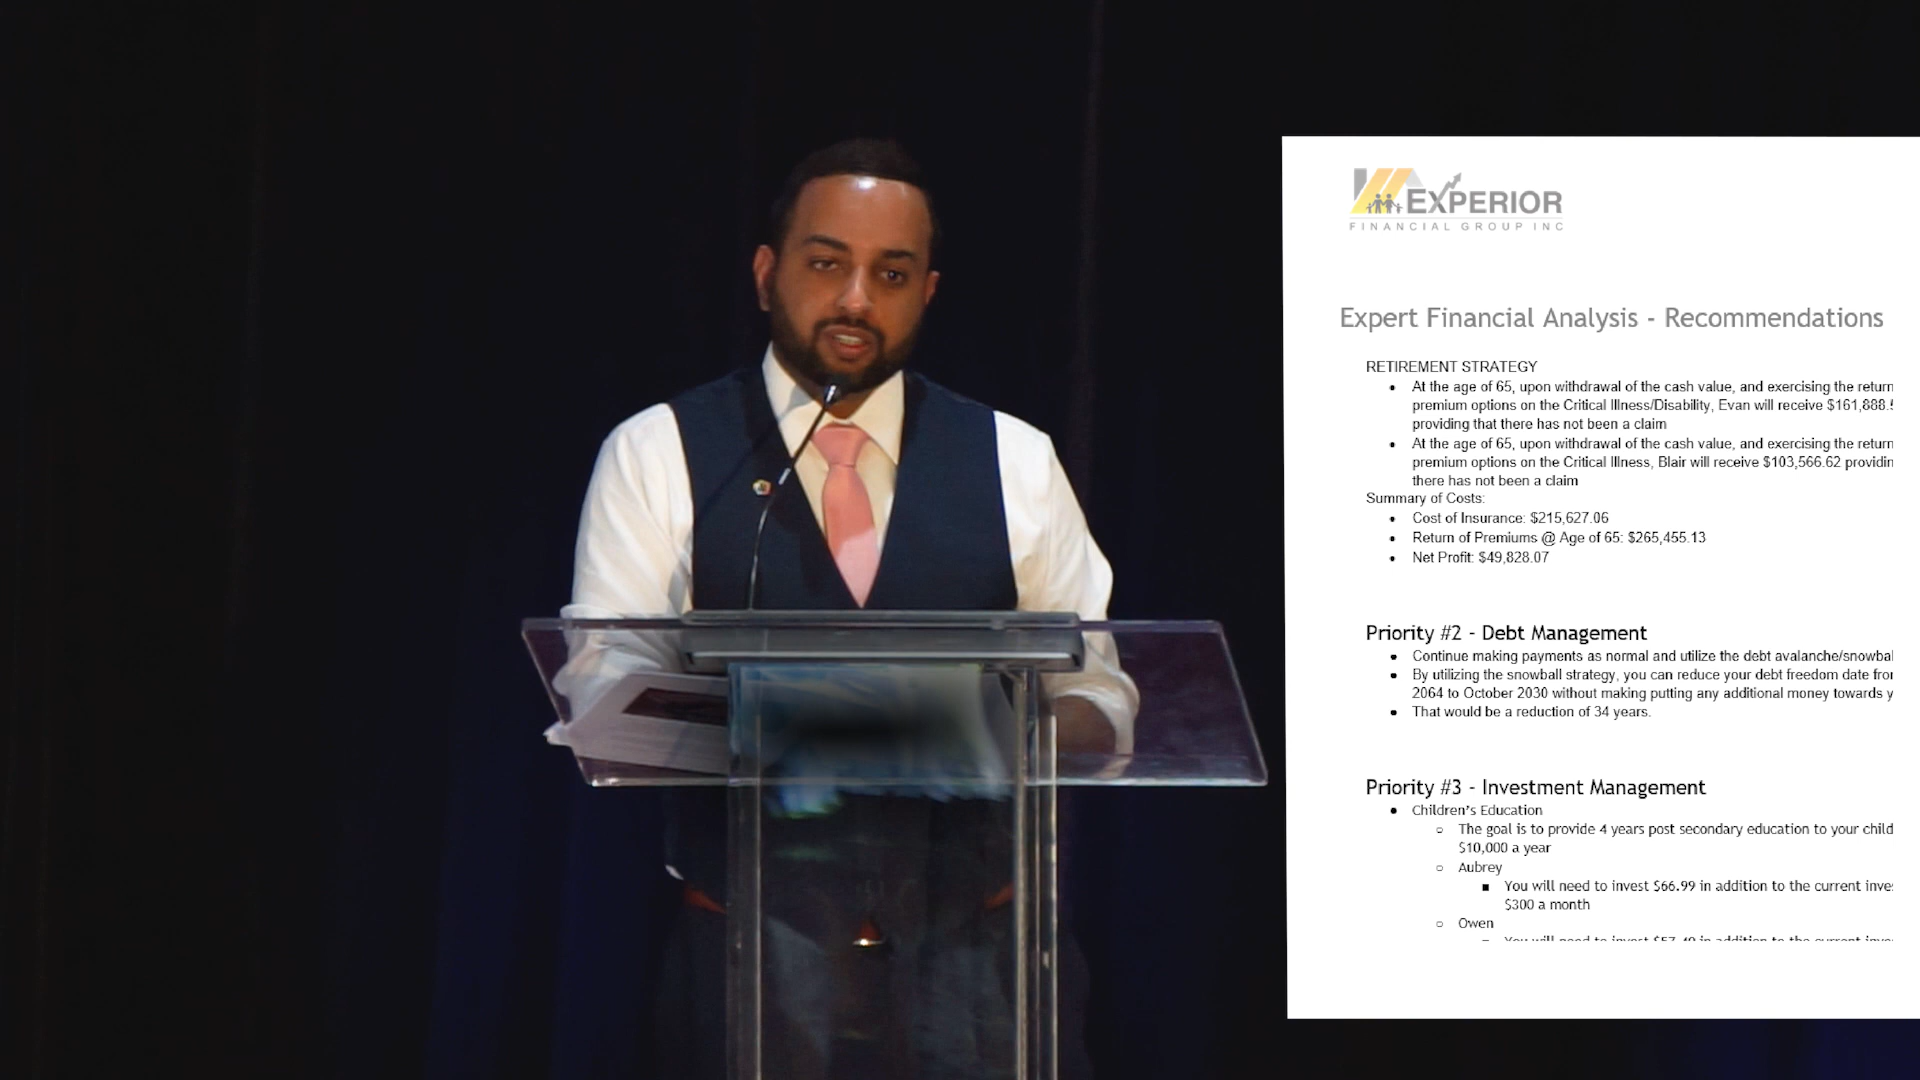 EXPERIOR
FINANCIAL GROUP INC
Expert Financial Analysis - Recommendations
RETIREMENT STRATEGY
• At the age of 65, upon withdrawal of the cash value, and exercising the return
premium options on the Critical Illness/Disability, Evan will receive $161,888.
providing that there has not been a claim
• At the age of 65, upon withdrawal of the cash value, and exercising the return
premium options on the Critical Illness, Blair will receive $103,566.62 providin
there has not been a claim
Summary of Costs:
• Cost of Insurance: $215,627.06
• Return of Premiums @ Age of 65: $265,455.13
• Net Profit: $49,828.07
Priority #2 - Debt Management
• Continue making payments as normal and utilize the debt avalanche/snowbal
• By utilizing the snowball strategy, you can reduce your debt freedom date fro
2064 to October 2030 without making putting any additional money towards y
• That would be a reduction of 34 years.
Priority #3 - Investment Management
• Children's Education
○ The goal is to provide 4 years post secondary education to your child
$10,000 a year
○ Aubrey
■ You will need to invest $66.99 in addition to the current inve
$300 a month
○ Owen